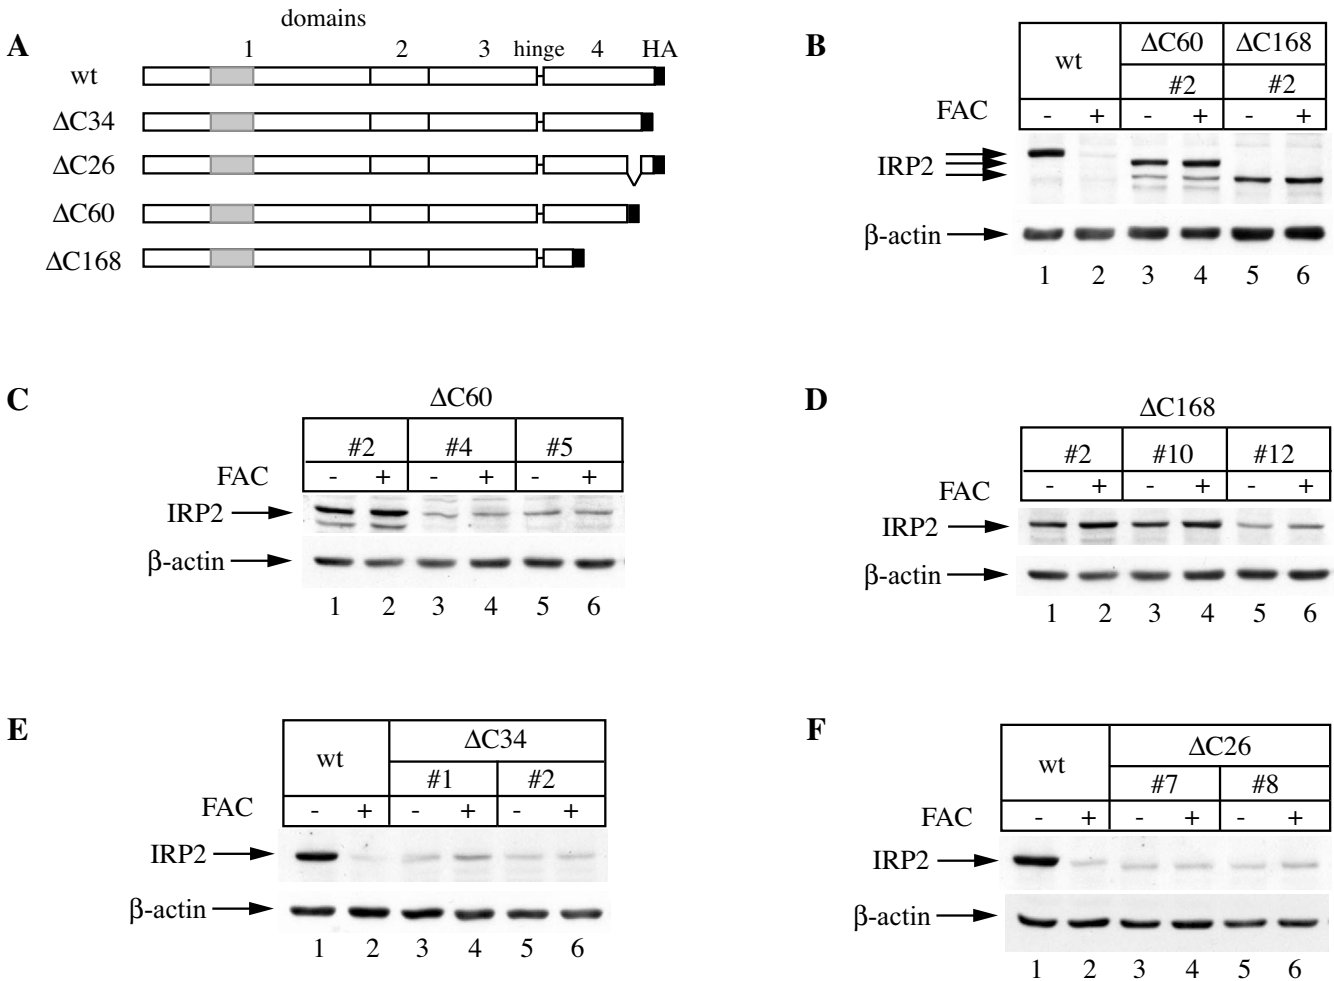 A
domains
1 2 3 hinge 4 HA
wt
ΔC34
ΔC26
ΔC60
ΔC168
B
wt ΔC60 ΔC168
#2 #2
FAC - + - + - +
IRP2
β-actin
1 2 3 4 5 6
C
ΔC60
#2 #4 #5
FAC - + - + - +
IRP2
β-actin
1 2 3 4 5 6
D
ΔC168
#2 #10 #12
FAC - + - + - +
IRP2
β-actin
1 2 3 4 5 6
E
wt ΔC34
#1 #2
FAC - + - + - +
IRP2
β-actin
1 2 3 4 5 6
F
wt ΔC26
#7 #8
FAC - + - + - +
IRP2
β-actin
1 2 3 4 5 6